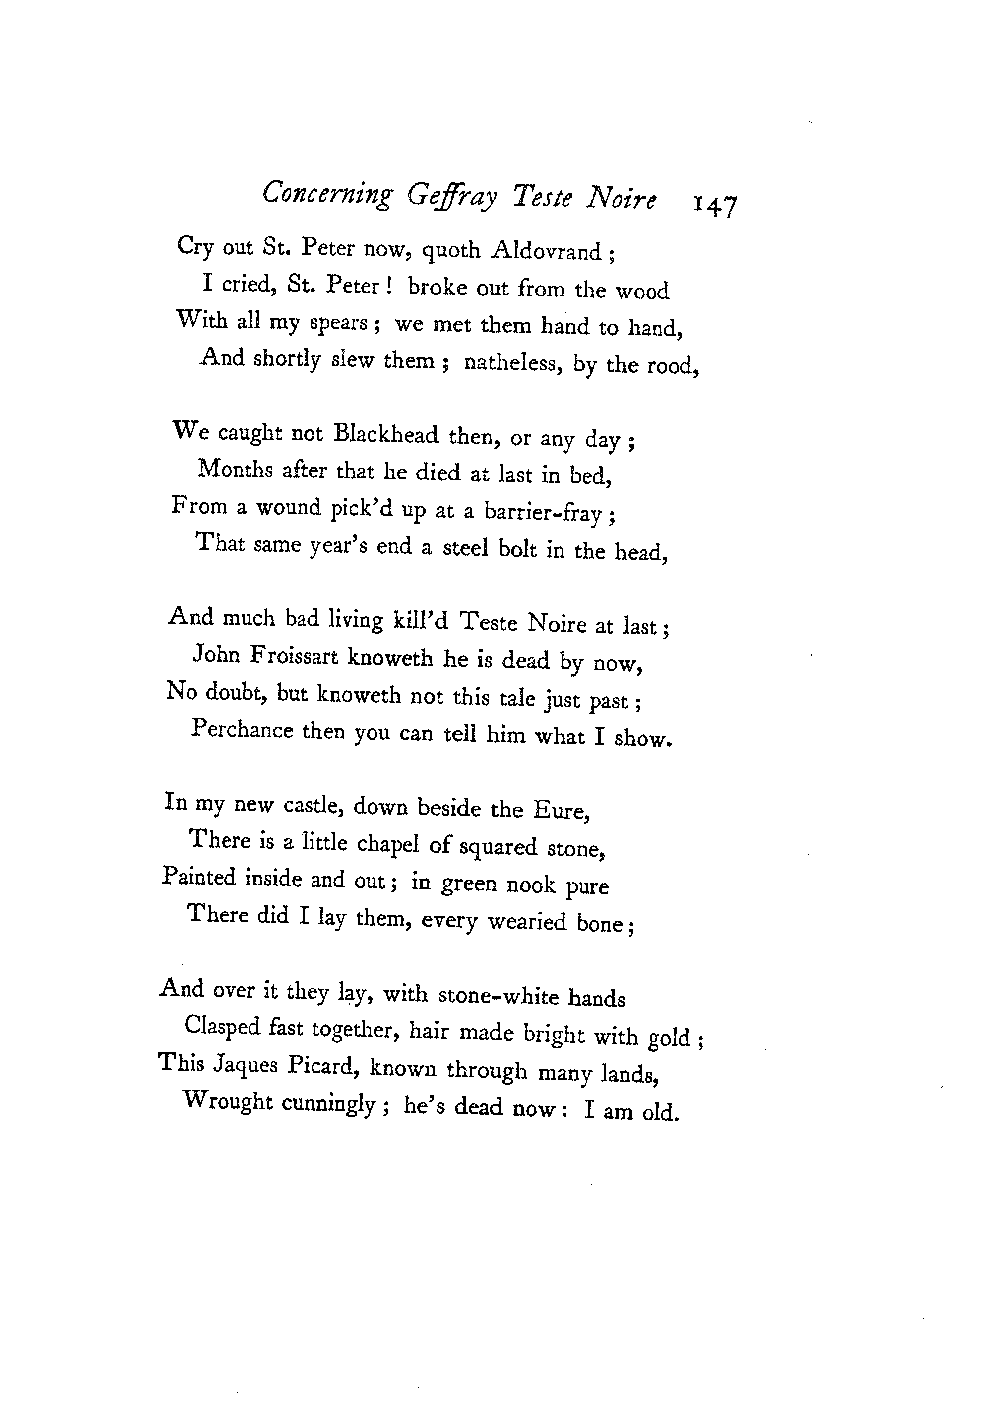 Concerning Geffray Teste Noire 147
Cry out St. Peter now, quoth Aldovrand ;
I cried, St. Peter ! broke out from the wood
With all my spears ; we met them hand to hand,
And shortly slew them ; natheless, by the rood,
We caught not Blackhead then, or any day ;
Months after that he died at last in bed,
From a wound pick'd up at a barrier-fray ;
That same year's end a steel bolt in the head,
And much bad living kill'd Teste Noire at last ;
John Froissart knoweth he is dead by now,
No doubt, but knoweth not this tale just past ;
Perchance then you can tell him what I show.
In my new castle, down beside the Eure,
There is a little chapel of squared stone,
Painted inside and out ; in green nook pure
There did I lay them, every wearied bone ;
And over it they lay, with stone-white hands
Clasped fast together, hair made bright with gold ;
This Jaques Picard, known through many lands,
Wrought cunningly ; he's dead now : I am old.